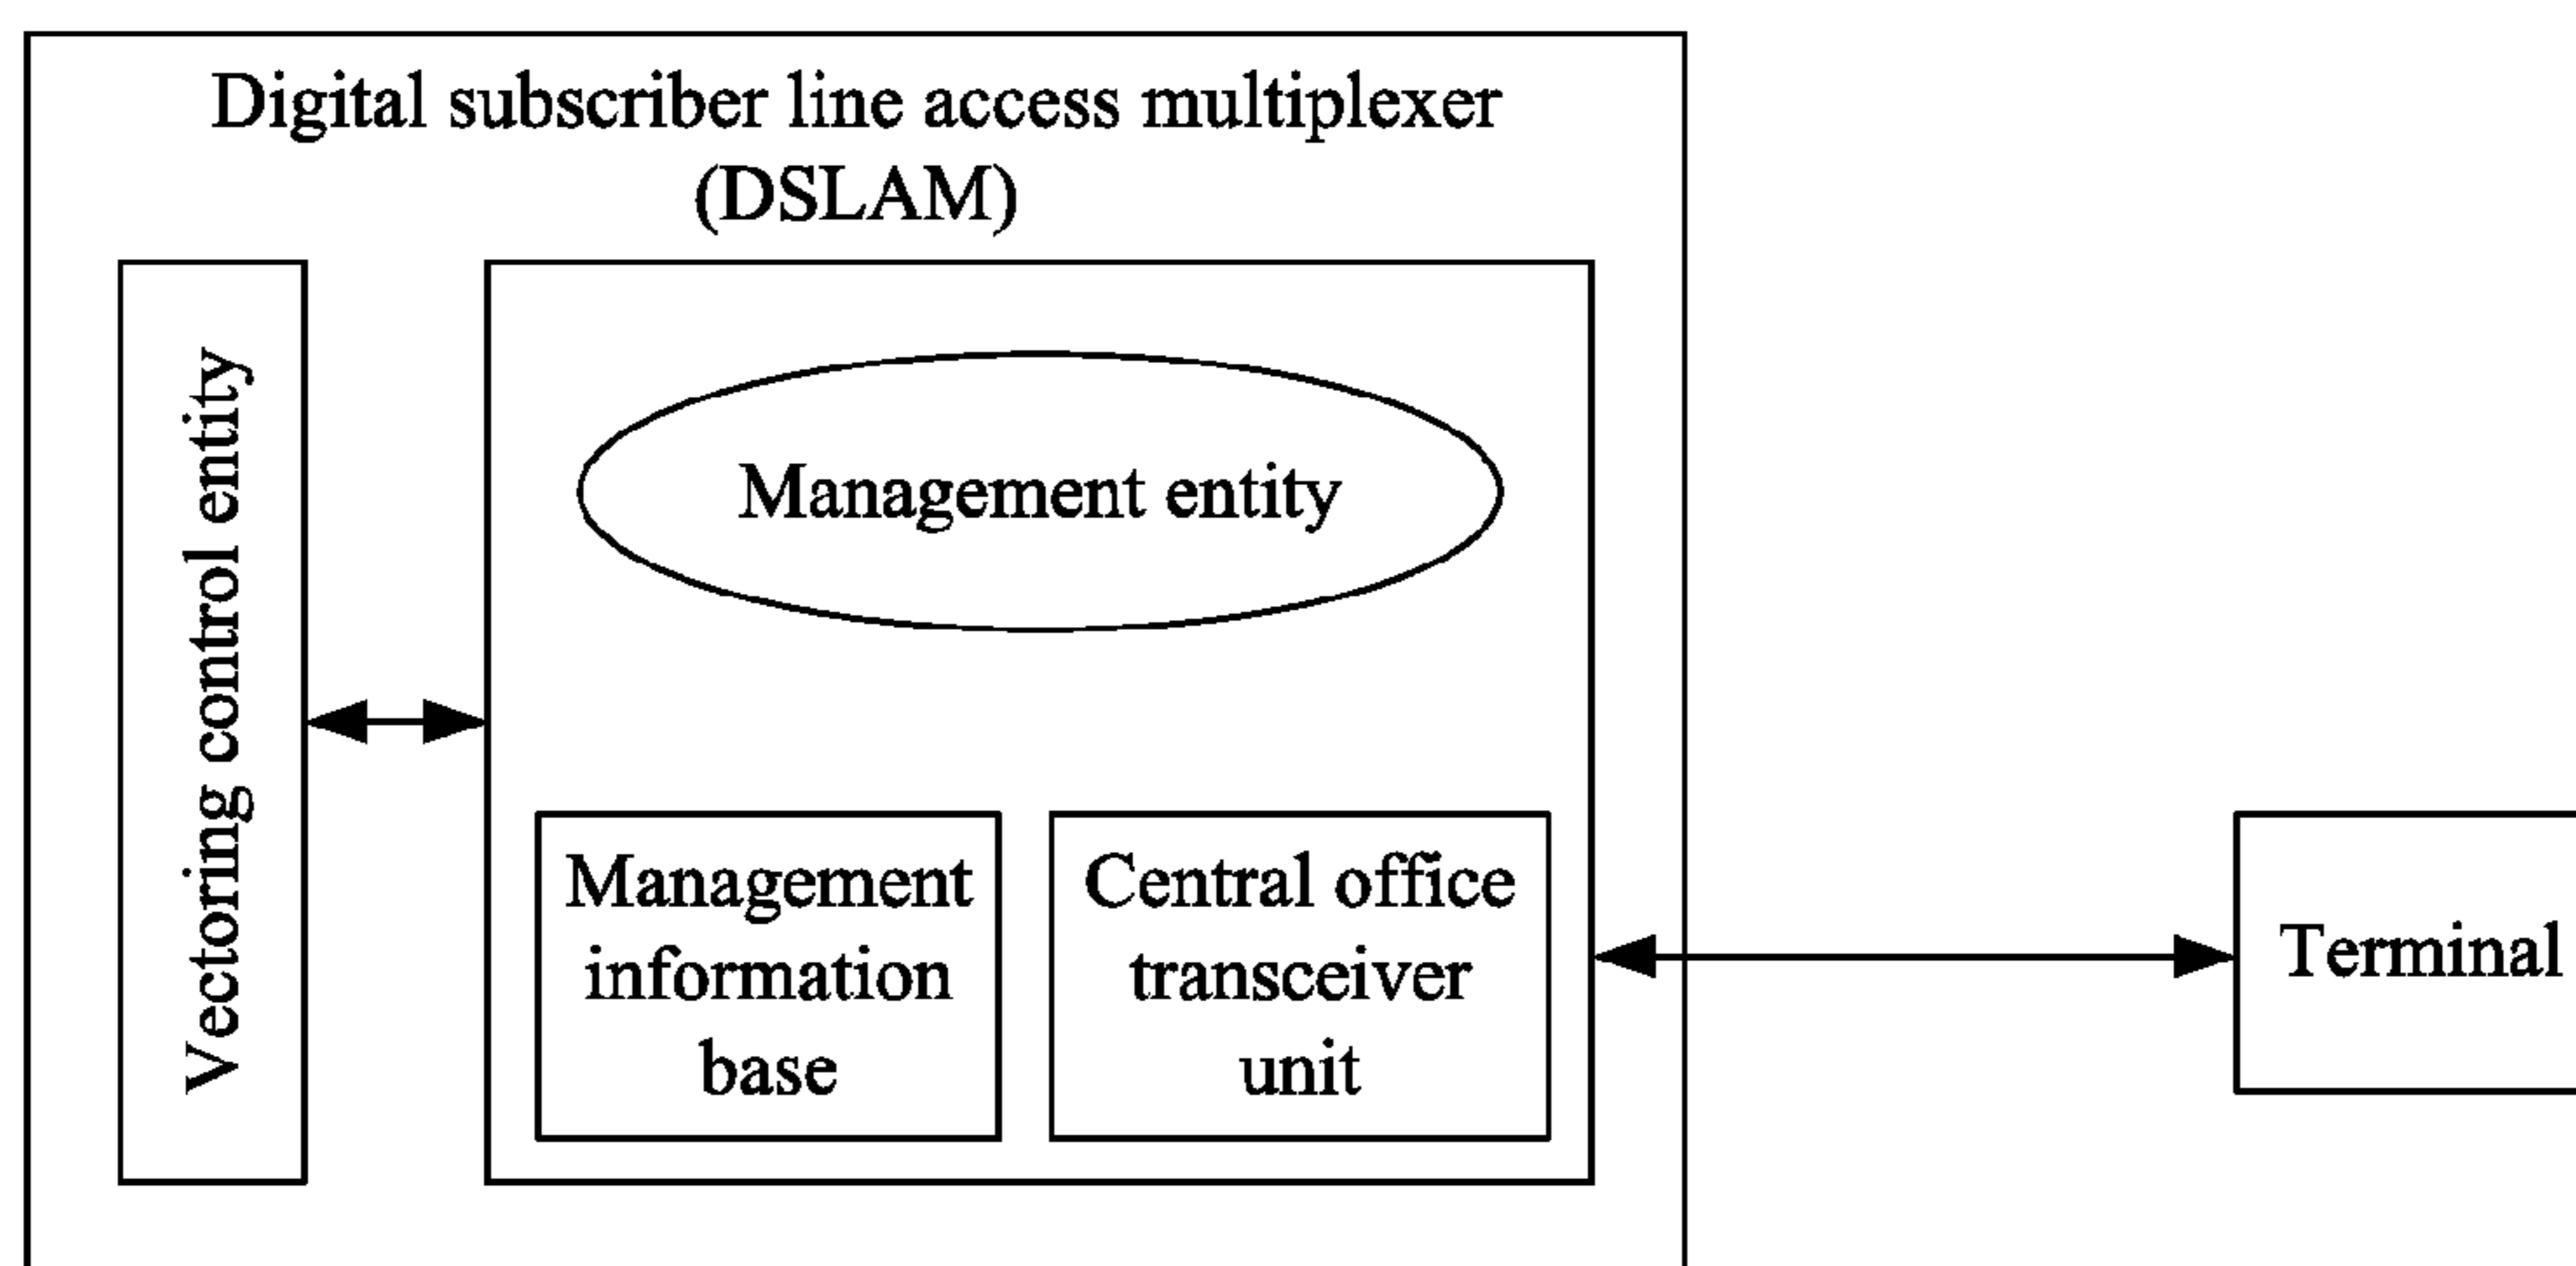 Digital subscriber line access multiplexer
(DSLAM)
Vectoring control entity
Management entity
Management
information
base
Central office
transceiver
unit
Terminal